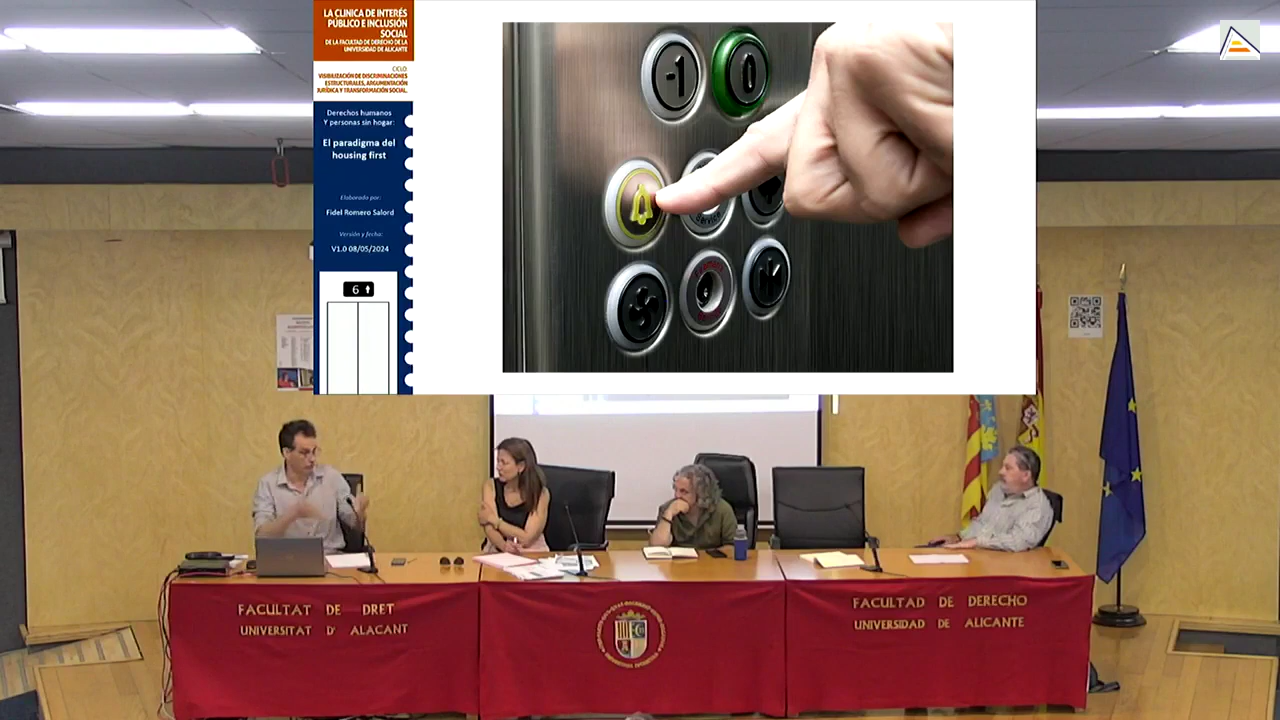 LA CLINICA DE INTERÉS
PÚBLICO E INCLUSIÓN
SOCIAL
DE LA FACULTAD DE DERECHO DE LA
UNIVERSIDAD DE ALICANTE
CICLO:
VISIBILIZACIÓN DE DISCRIMINACIONES
ESTRUCTURALES, ARGUMENTACIÓN
JURÍDICA Y TRANSFORMACIÓN SOCIAL.
Derechos humanos
Y personas sin hogar:
El paradigma del
housing first
Elaborado por:
Fidel Romero Salord
Versión y fecha:
V1.0 08/05/2024
6
-1
0
Service
FACULTAT DE DRET
UNIVERSITAT D' ALACANT
FACULTAD DE DERECHO
UNIVERSIDAD DE ALICANTE